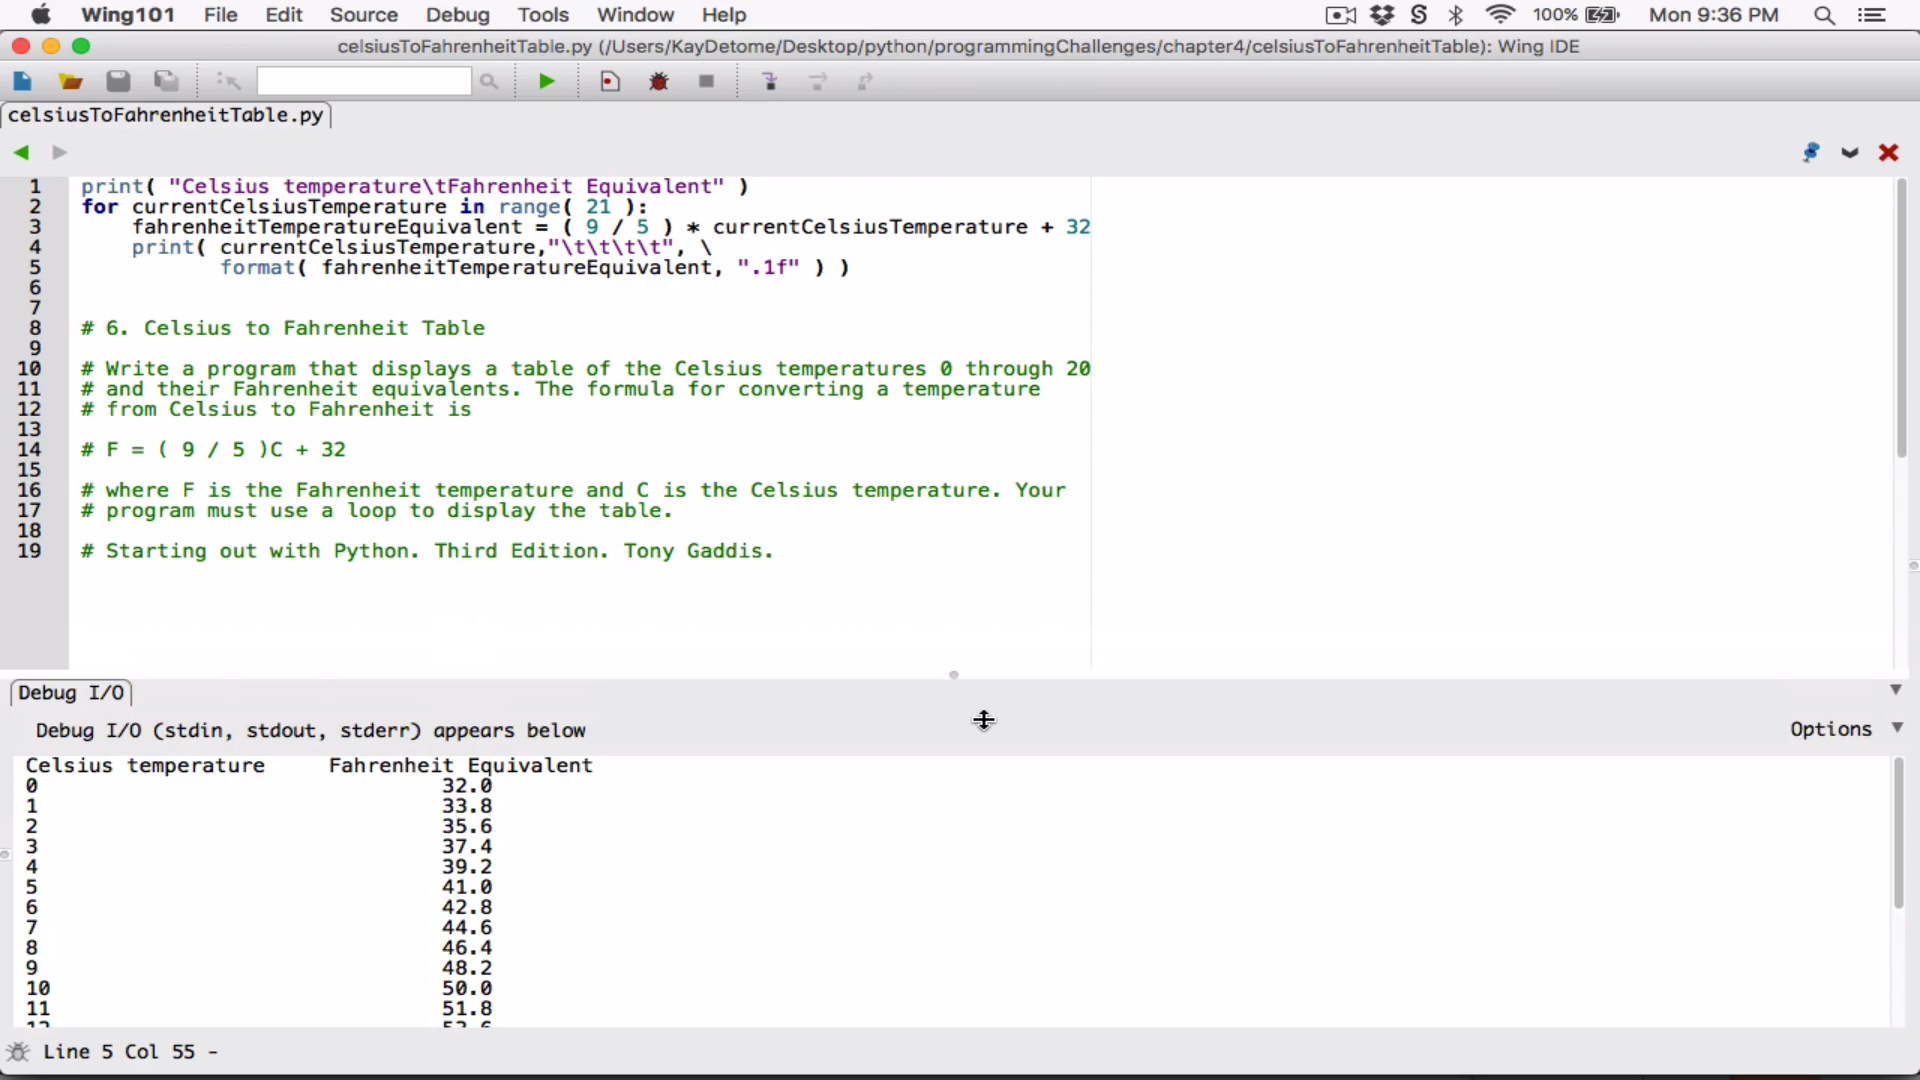 Wing101 File Edit Source Debug Tools Window Help 100% Mon 9:36 PM
celsiusToFahrenheitTable.py (/Users/KayDetome/Desktop/python/programmingChallenges/chapter4/celsiusToFahrenheitTable): Wing IDE
celsiusToFahrenheitTable.py
1 print( "Celsius temperature\tFahrenheit Equivalent" )
2 for currentCelsiusTemperature in range( 21 ):
3 fahrenheitTemperatureEquivalent = ( 9 / 5 ) * currentCelsiusTemperature + 32
4 print( currentCelsiusTemperature,"\t\t\t\t", \
5 format( fahrenheitTemperatureEquivalent, ".1f" ) )
6
7
8 # 6. Celsius to Fahrenheit Table
9
10 # Write a program that displays a table of the Celsius temperatures 0 through 20
11 # and their Fahrenheit equivalents. The formula for converting a temperature
12 # from Celsius to Fahrenheit is
13
14 # F = ( 9 / 5 )C + 32
15
16 # where F is the Fahrenheit temperature and C is the Celsius temperature. Your
17 # program must use a loop to display the table.
18
19 # Starting out with Python. Third Edition. Tony Gaddis.
Debug I/O
Debug I/O (stdin, stdout, stderr) appears below Options
Celsius temperature Fahrenheit Equivalent
0 32.0
1 33.8
2 35.6
3 37.4
4 39.2
5 41.0
6 42.8
7 44.6
8 46.4
9 48.2
10 50.0
11 51.8
Line 5 Col 55 -